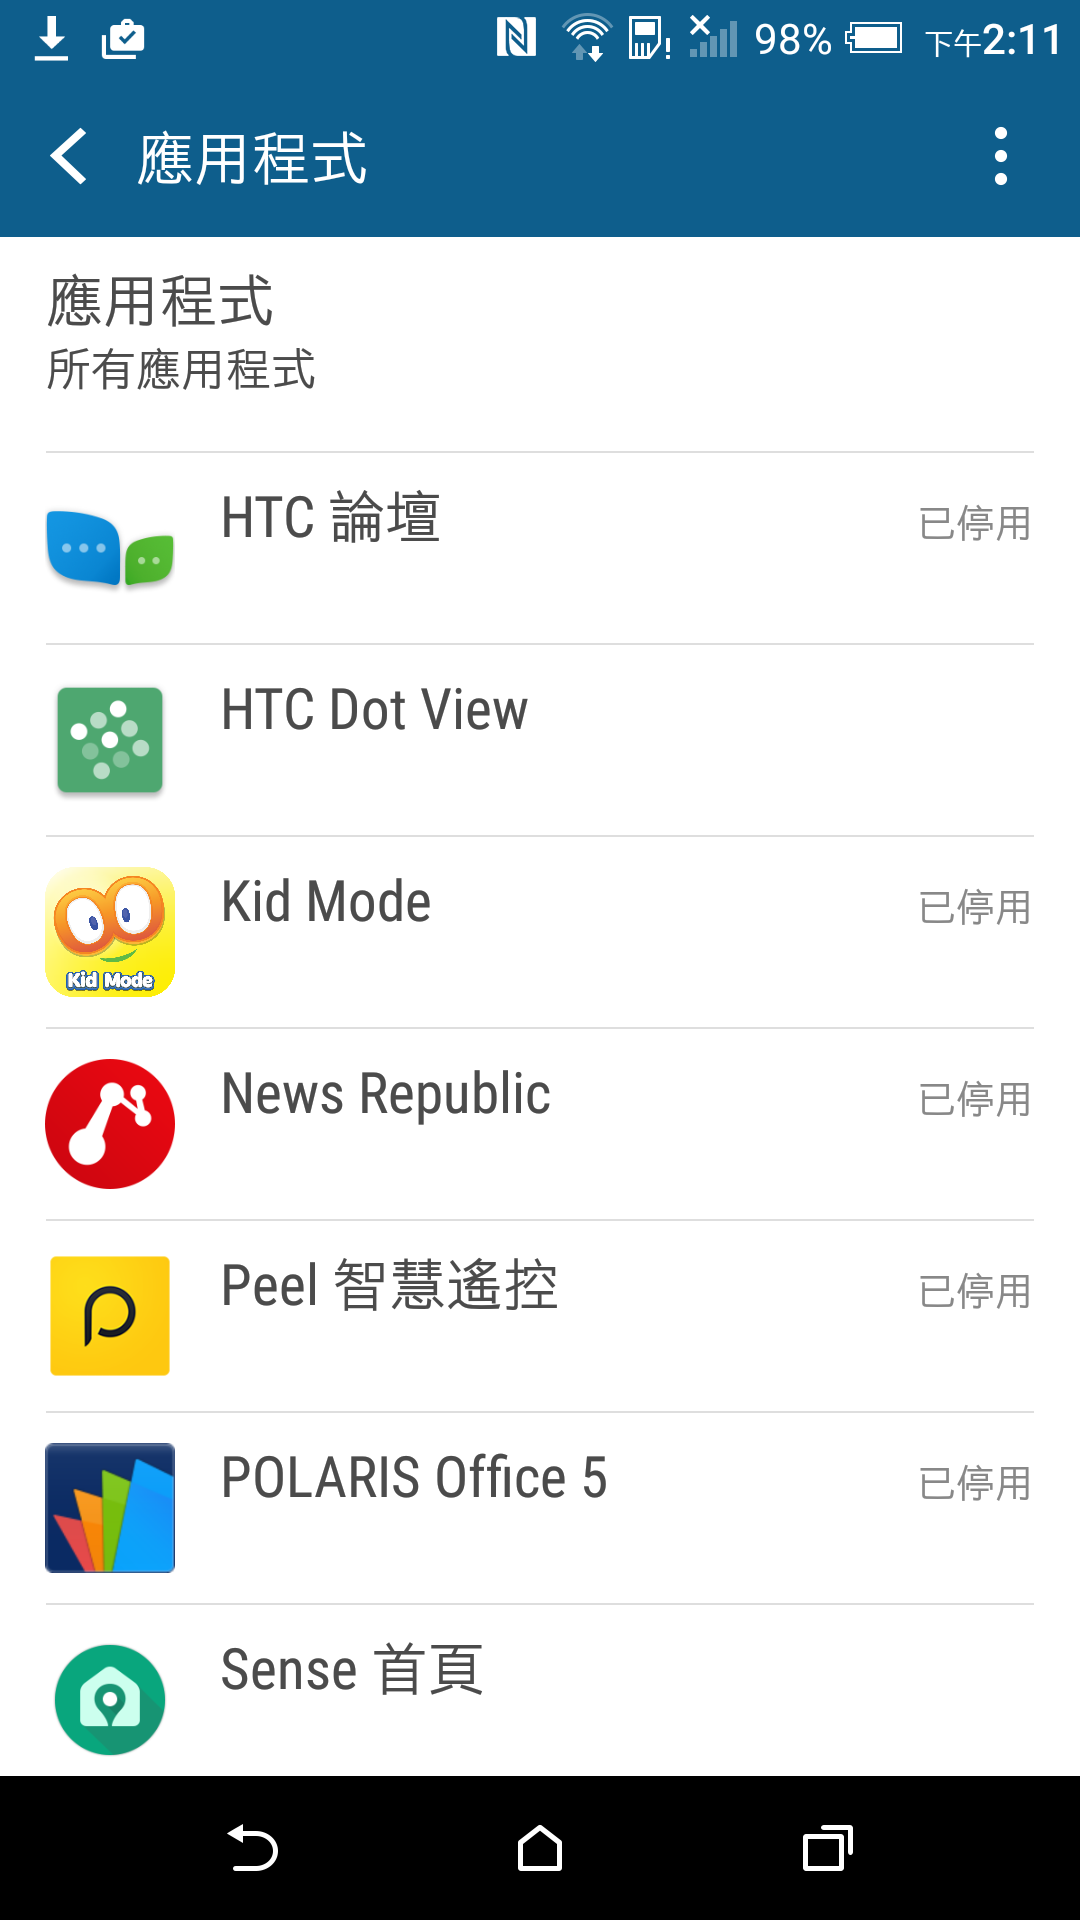 98% 下午2:11
應用程式
應用程式
所有應用程式
HTC 論壇 已停用
HTC Dot View
Kid Mode 已停用
Kid Mode
News Republic 已停用
Peel 智慧遙控 已停用
POLARIS Office 5 已停用
Sense 首頁